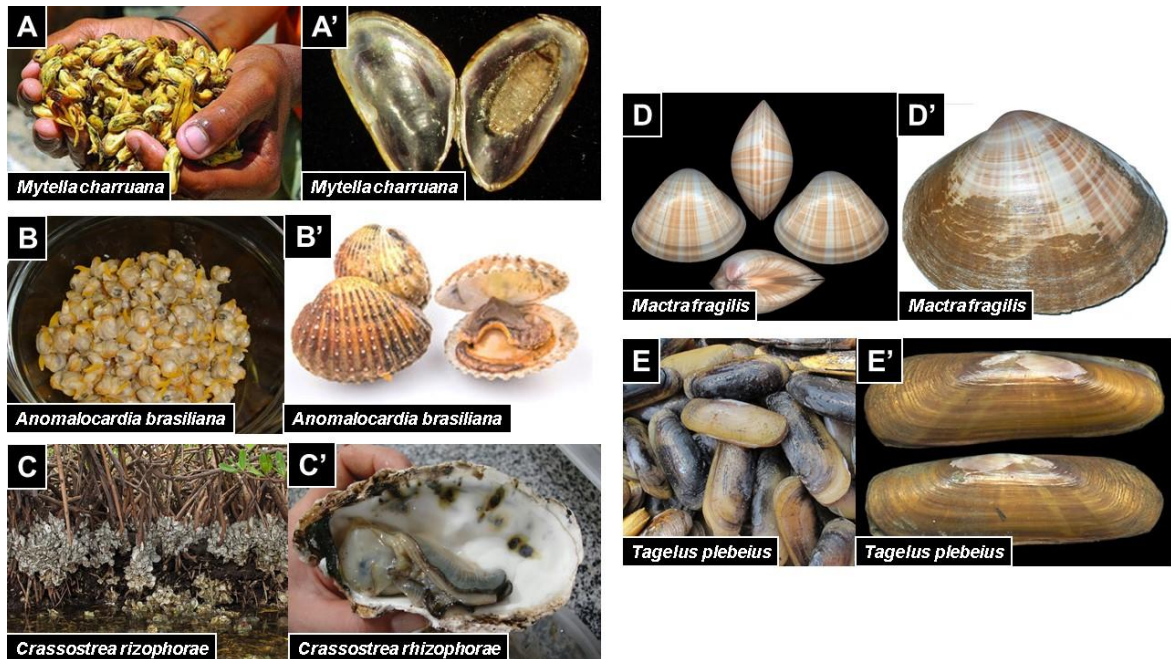 A
Mytella charruana
A’
Mytella charruana
B
Anomalocardia brasiliana
B’
Anomalocardia brasiliana
C
Crassostrea rizophorae
C’
Crassostrea rhizophorae
D
Mactra fragilis
D’
Mactra fragilis
E
Tagelus plebeius
E’
Tagelus plebeius